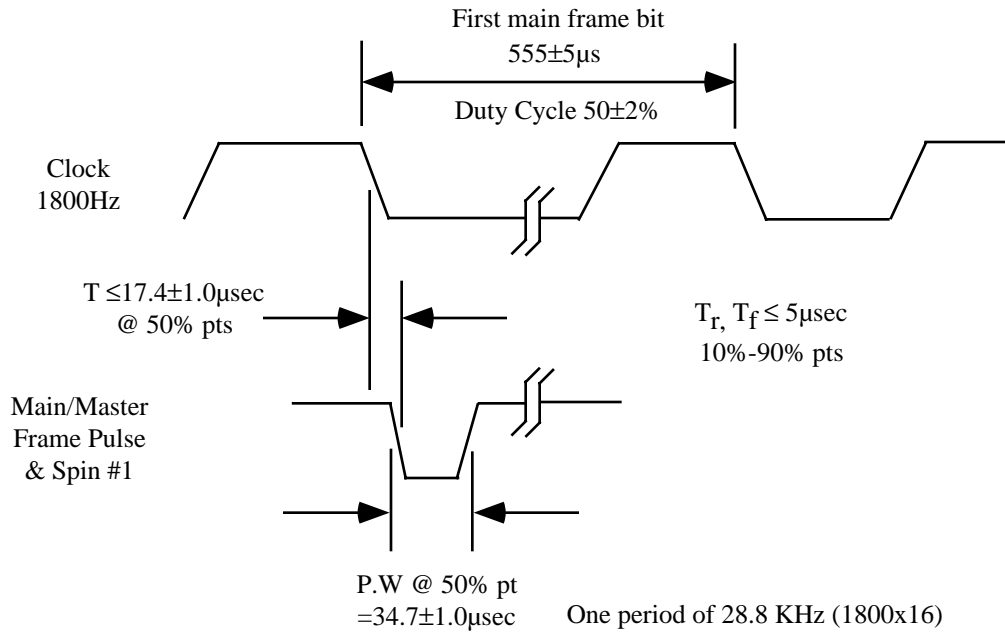 First main frame bit
555±5µs
Duty Cycle 50±2%
Clock
1800Hz
T ≤17.4±1.0µsec
@ 50% pts
Tr, Tf ≤ 5µsec
10%-90% pts
Main/Master
Frame Pulse
& Spin #1
P.W @ 50% pt
=34.7±1.0µsec
One period of 28.8 KHz (1800x16)